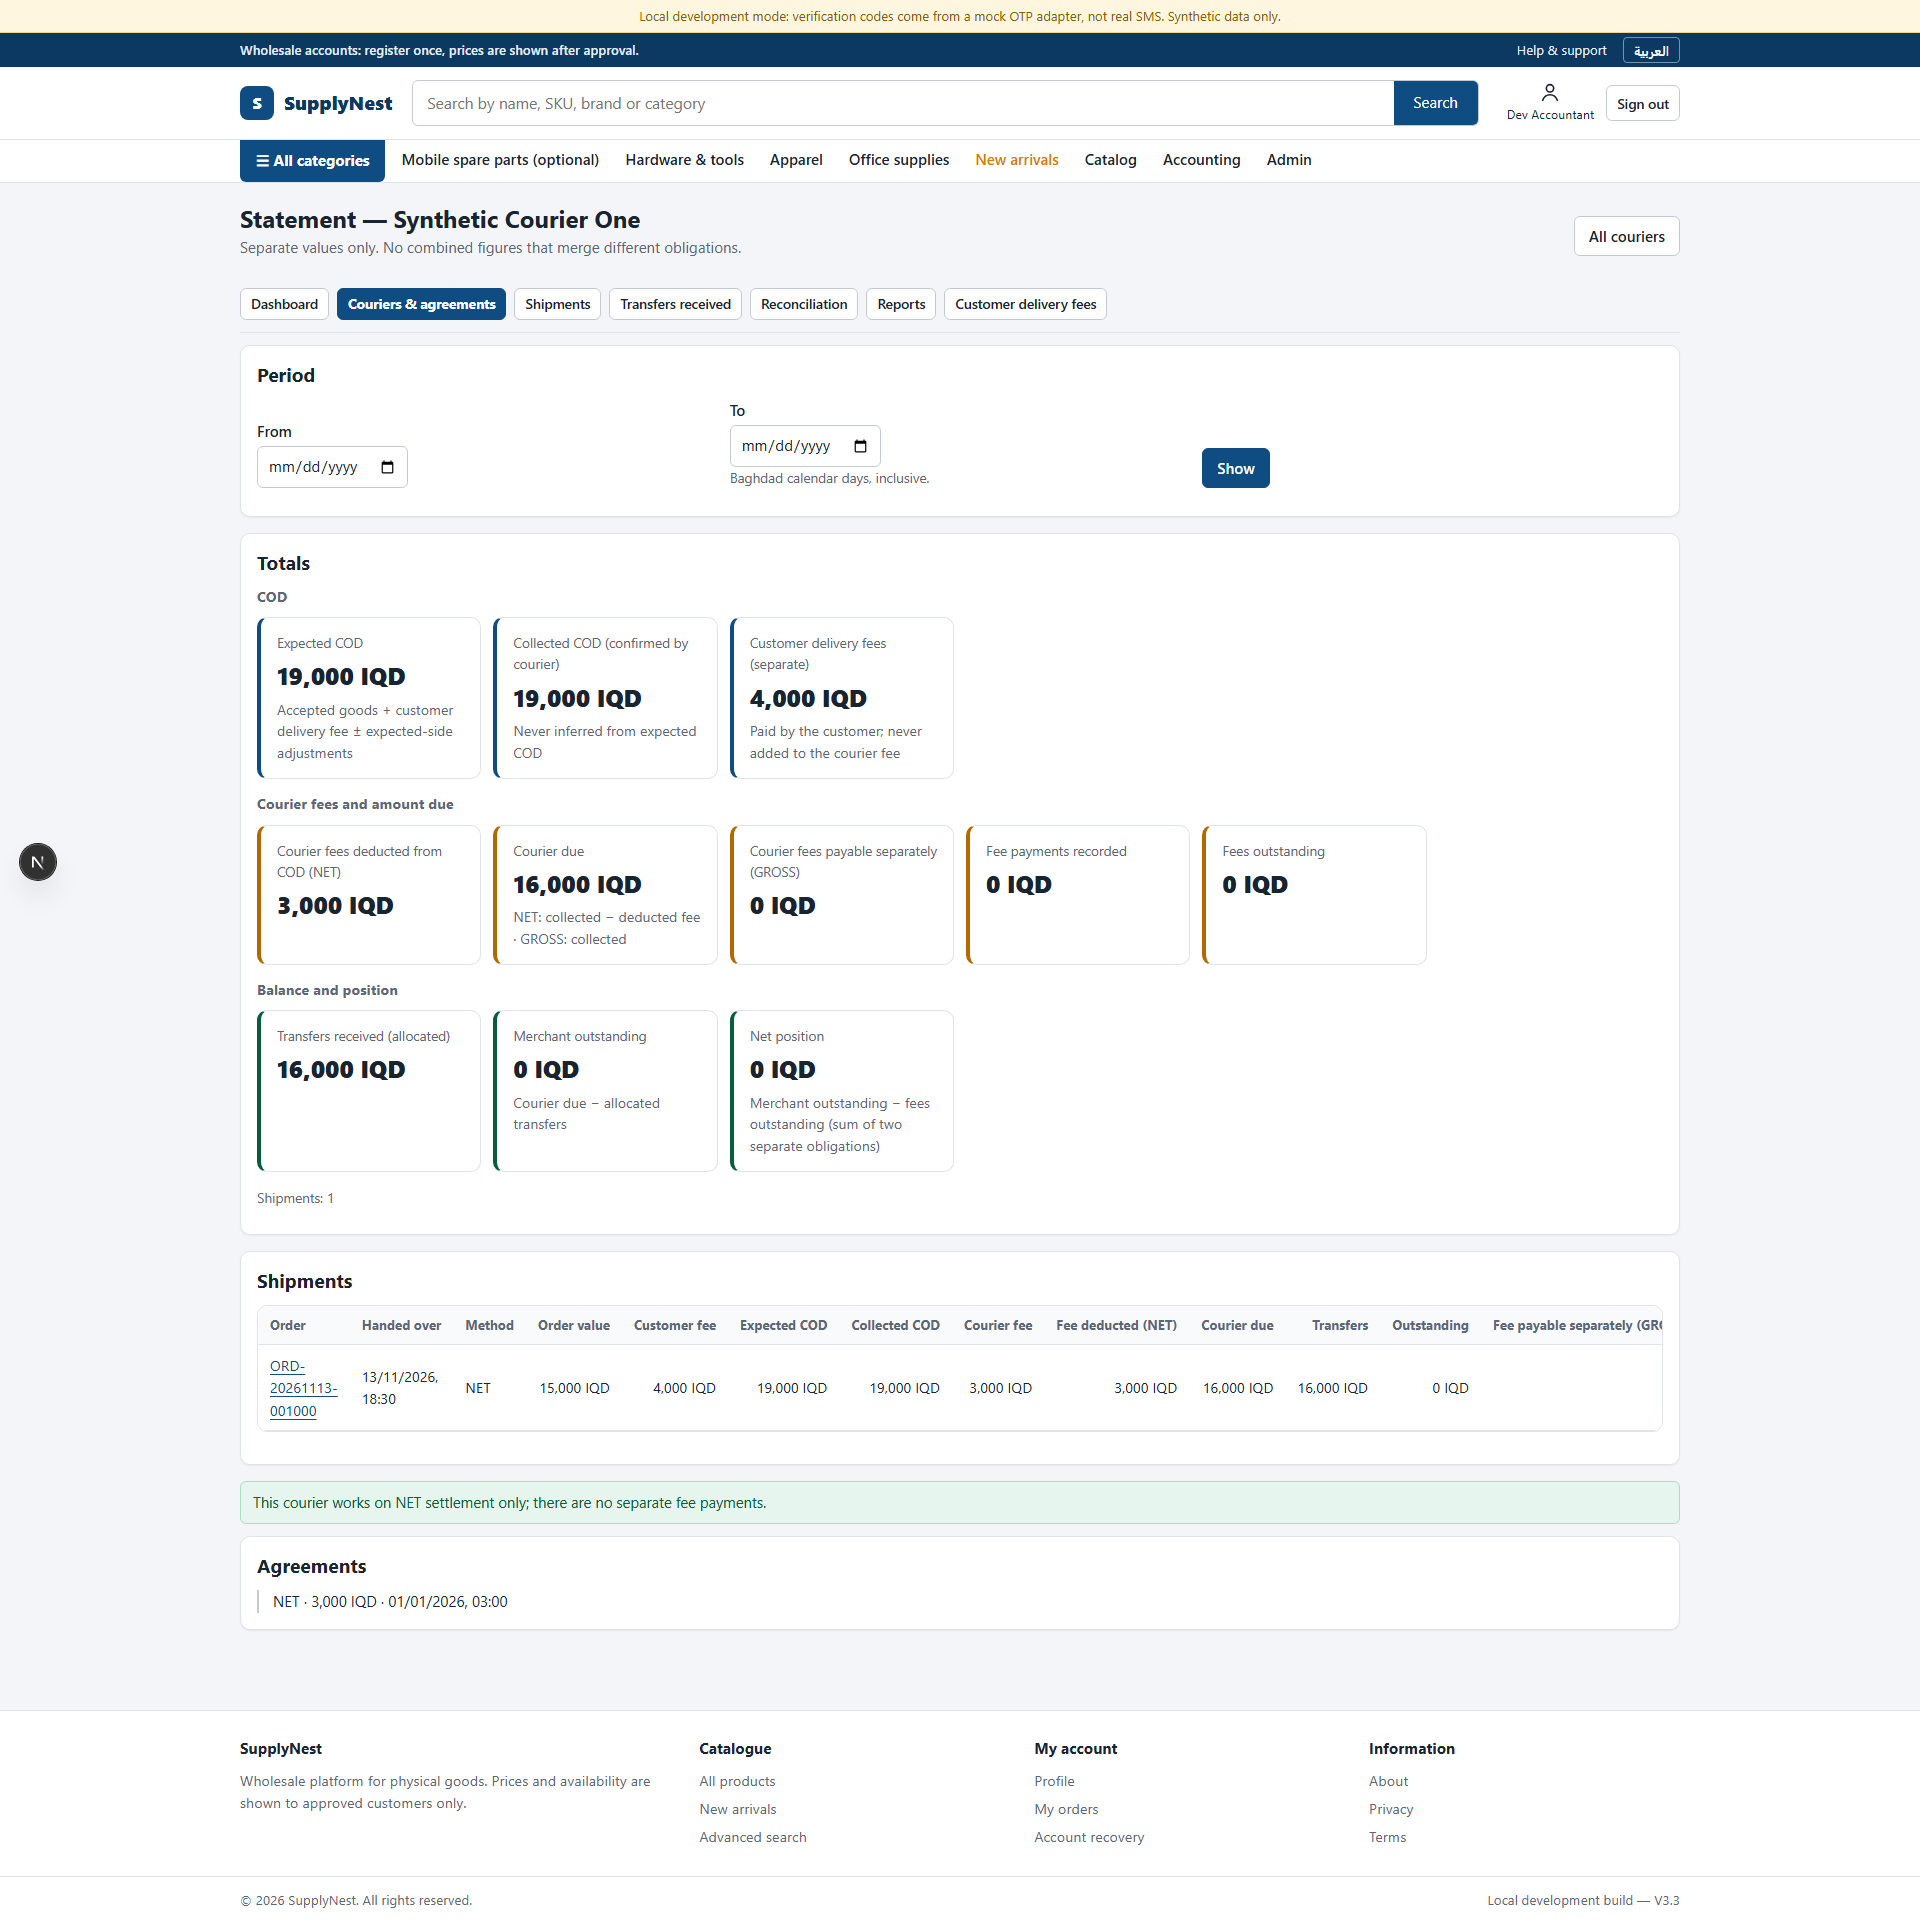 Local development mode: verification codes come from a mock OTP adapter, not real SMS. Synthetic data only.
Wholesale accounts: register once, prices are shown after approval.
Help & support
العربية
S
SupplyNest
Search by name, SKU, brand or category
Search
Dev Accountant
Sign out
☰ All categories
Mobile spare parts (optional)
Hardware & tools
Apparel
Office supplies
New arrivals
Catalog
Accounting
Admin
Statement — Synthetic Courier One
Separate values only. No combined figures that merge different obligations.
All couriers
Dashboard
Couriers & agreements
Shipments
Transfers received
Reconciliation
Reports
Customer delivery fees
Period
From
mm/dd/yyyy
To
mm/dd/yyyy
Baghdad calendar days, inclusive.
Show
Totals
COD
Expected COD
19,000 IQD
Accepted goods + customer
delivery fee ± expected-side
adjustments
Collected COD (confirmed by
courier)
19,000 IQD
Never inferred from expected
COD
Customer delivery fees
(separate)
4,000 IQD
Paid by the customer; never
added to the courier fee
Courier fees and amount due
Courier fees deducted from
COD (NET)
3,000 IQD
Courier due
16,000 IQD
NET: collected − deducted fee
· GROSS: collected
Courier fees payable separately
(GROSS)
0 IQD
Fee payments recorded
0 IQD
Fees outstanding
0 IQD
N
Balance and position
Transfers received (allocated)
16,000 IQD
Merchant outstanding
0 IQD
Courier due − allocated
transfers
Net position
0 IQD
Merchant outstanding − fees
outstanding (sum of two
separate obligations)
Shipments: 1
Shipments
Order Handed over Method Order value Customer fee Expected COD Collected COD Courier fee Fee deducted (NET) Courier due Transfers Outstanding Fee payable separately (GRO
ORD-
20261113-
001000
13/11/2026,
18:30
NET 15,000 IQD 4,000 IQD 19,000 IQD 19,000 IQD 3,000 IQD 3,000 IQD 16,000 IQD 16,000 IQD 0 IQD
This courier works on NET settlement only; there are no separate fee payments.
Agreements
NET · 3,000 IQD · 01/01/2026, 03:00
SupplyNest
Wholesale platform for physical goods. Prices and availability are
shown to approved customers only.
Catalogue
All products
New arrivals
Advanced search
My account
Profile
My orders
Account recovery
Information
About
Privacy
Terms
© 2026 SupplyNest. All rights reserved.
Local development build — V3.3